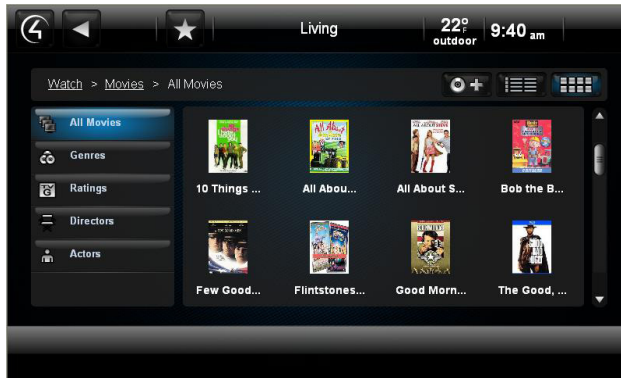 Living
22°F
outdoor
9:40 am
Watch > Movies > All Movies
All Movies
Genres
Ratings
Directors
Actors
10 Things ...
All Abou...
All About S...
Bob the B...
Few Good...
Flintstones...
Good Morn...
The Good, ...